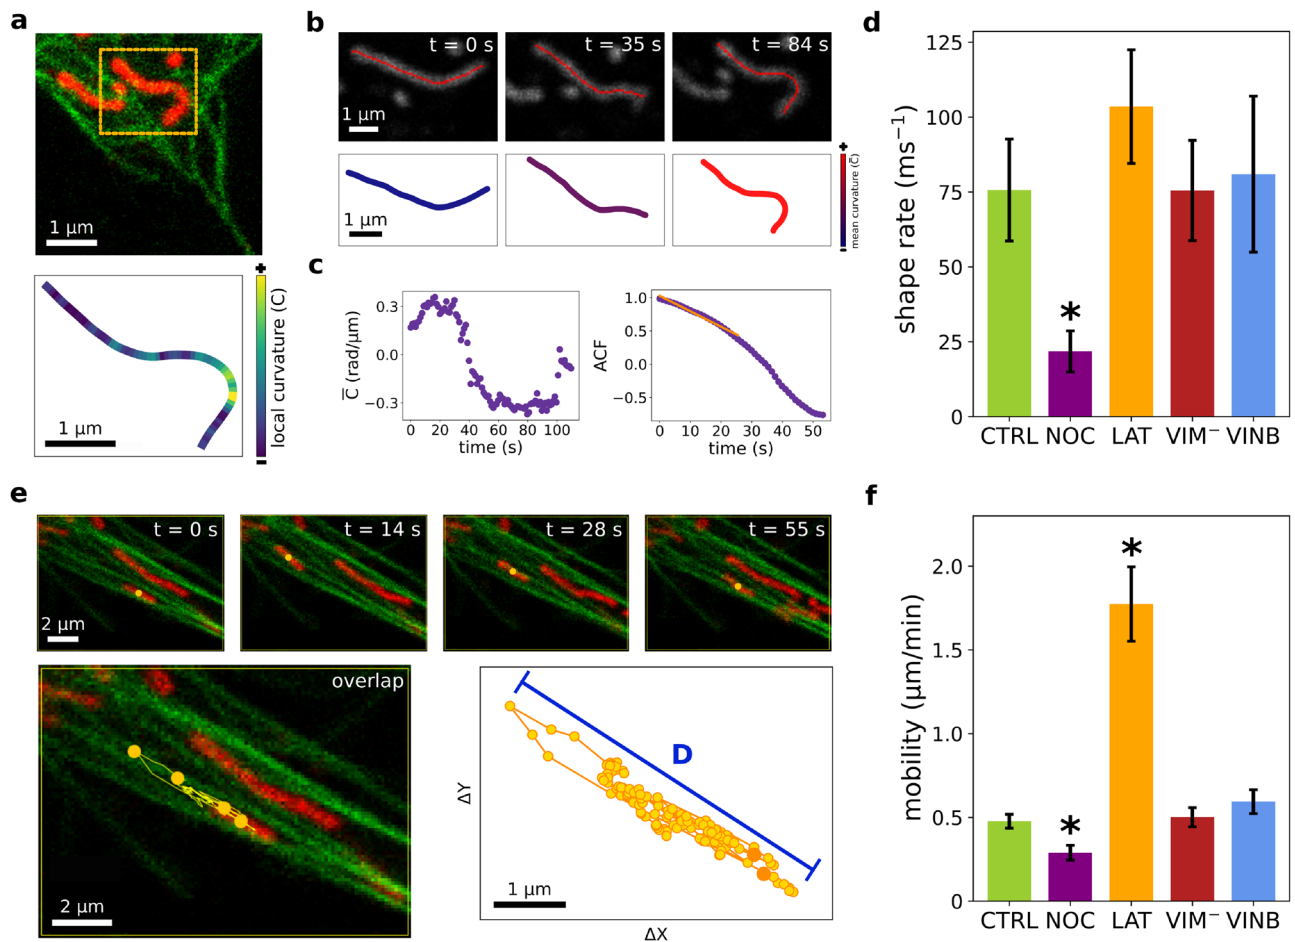 a
1 μm
+
local curvature (C)
1 μm
b
t = 0 s
t = 35 s
t = 84 s
1 μm
1 μm
+
mean curvature (C̅)
c
C̅ (rad/μm)
0.3
0.0
−0.3
0 20 40 60 80 100
time (s)
ACF
1.0
0.5
0.0
−0.5
0 10 20 30 40 50
time (s)
d
shape rate (ms⁻¹)
125
100
75
50
25
0
*
CTRL NOC LAT VIM⁻ VINB
e
t = 0 s
t = 14 s
t = 28 s
t = 55 s
2 μm
overlap
2 μm
D
ΔY
1 μm
ΔX
f
mobility (μm/min)
2.0
1.5
1.0
0.5
0
*
*
CTRL NOC LAT VIM⁻ VINB